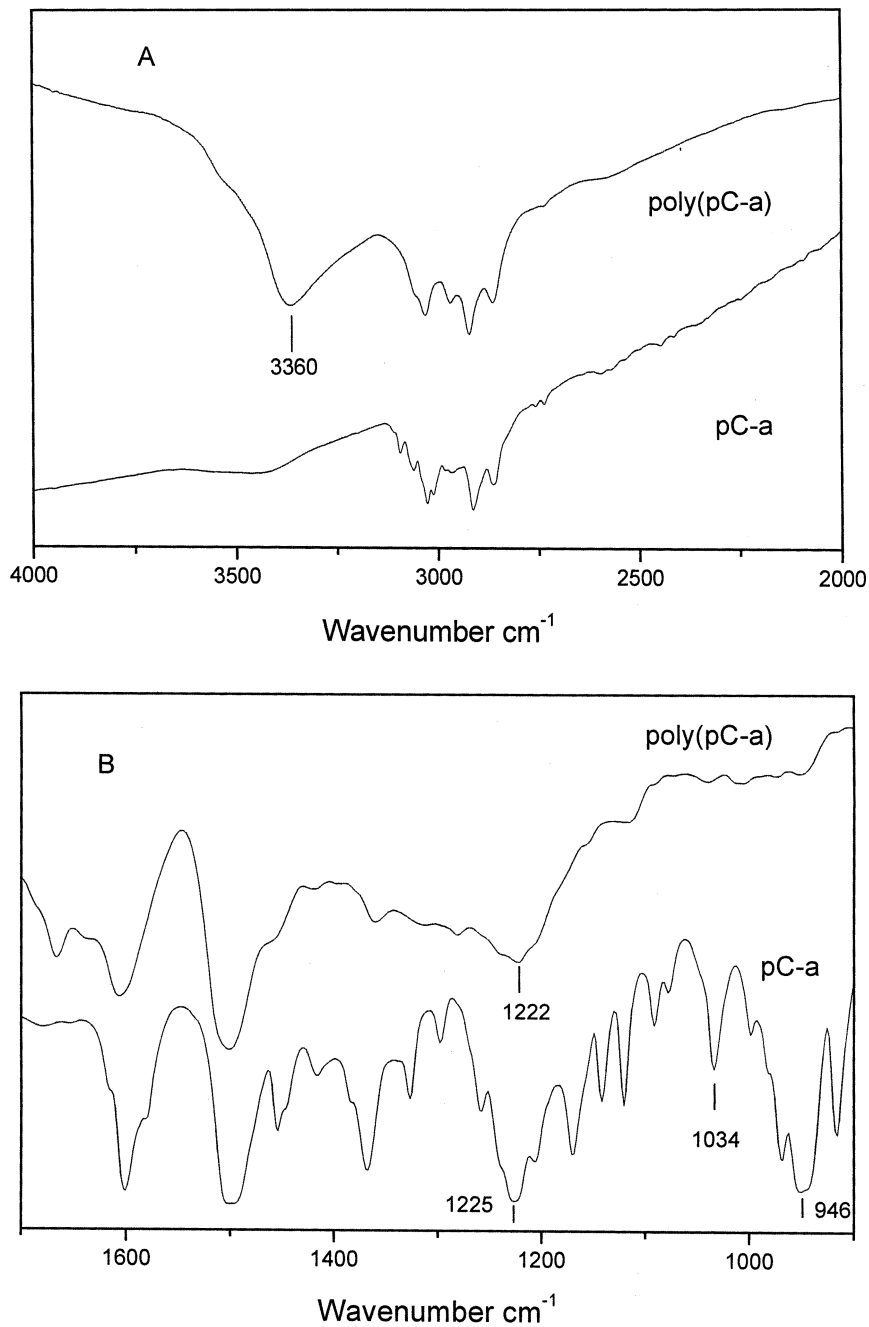 A
poly(pC-a)
3360
pC-a
4000 3500 3000 2500 2000
Wavenumber cm-1
poly(pC-a)
B
pC-a
1222
1034
1225
946
1600 1400 1200 1000
Wavenumber cm-1